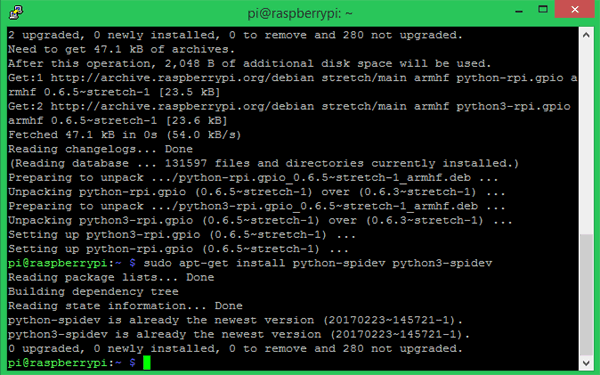 pi@raspberrypi: ~
2 upgraded, 0 newly installed, 0 to remove and 280 not upgraded.
Need to get 47.1 kB of archives.
After this operation, 2,048 B of additional disk space will be used.
Get:1 http://archive.raspberrypi.org/debian stretch/main armhf python-rpi.gpio a
rmhf 0.6.5~stretch-1 [23.5 kB]
Get:2 http://archive.raspberrypi.org/debian stretch/main armhf python3-rpi.gpio
armhf 0.6.5~stretch-1 [23.6 kB]
Fetched 47.1 kB in 0s (54.0 kB/s)
Reading changelogs... Done
(Reading database ... 131597 files and directories currently installed.)
Preparing to unpack .../python-rpi.gpio_0.6.5~stretch-1_armhf.deb ...
Unpacking python-rpi.gpio (0.6.5~stretch-1) over (0.6.3~stretch-1) ...
Preparing to unpack .../python3-rpi.gpio_0.6.5~stretch-1_armhf.deb ...
Unpacking python3-rpi.gpio (0.6.5~stretch-1) over (0.6.3~stretch-1) ...
Setting up python3-rpi.gpio (0.6.5~stretch-1) ...
Setting up python-rpi.gpio (0.6.5~stretch-1) ...
pi@raspberrypi:~ $ sudo apt-get install python-spidev python3-spidev
Reading package lists... Done
Building dependency tree
Reading state information... Done
python-spidev is already the newest version (20170223~145721-1).
python3-spidev is already the newest version (20170223~145721-1).
0 upgraded, 0 newly installed, 0 to remove and 280 not upgraded.
pi@raspberrypi:~ $